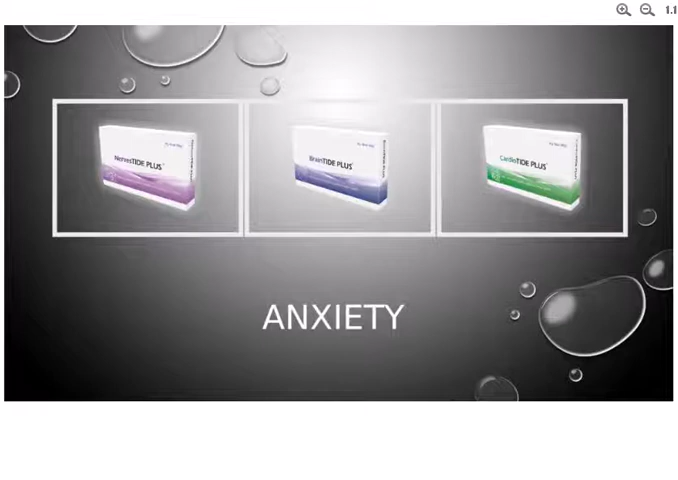 1.1
NervesTIDE PLUS
BrainTIDE PLUS
CardioTIDE PLUS
ANXIETY